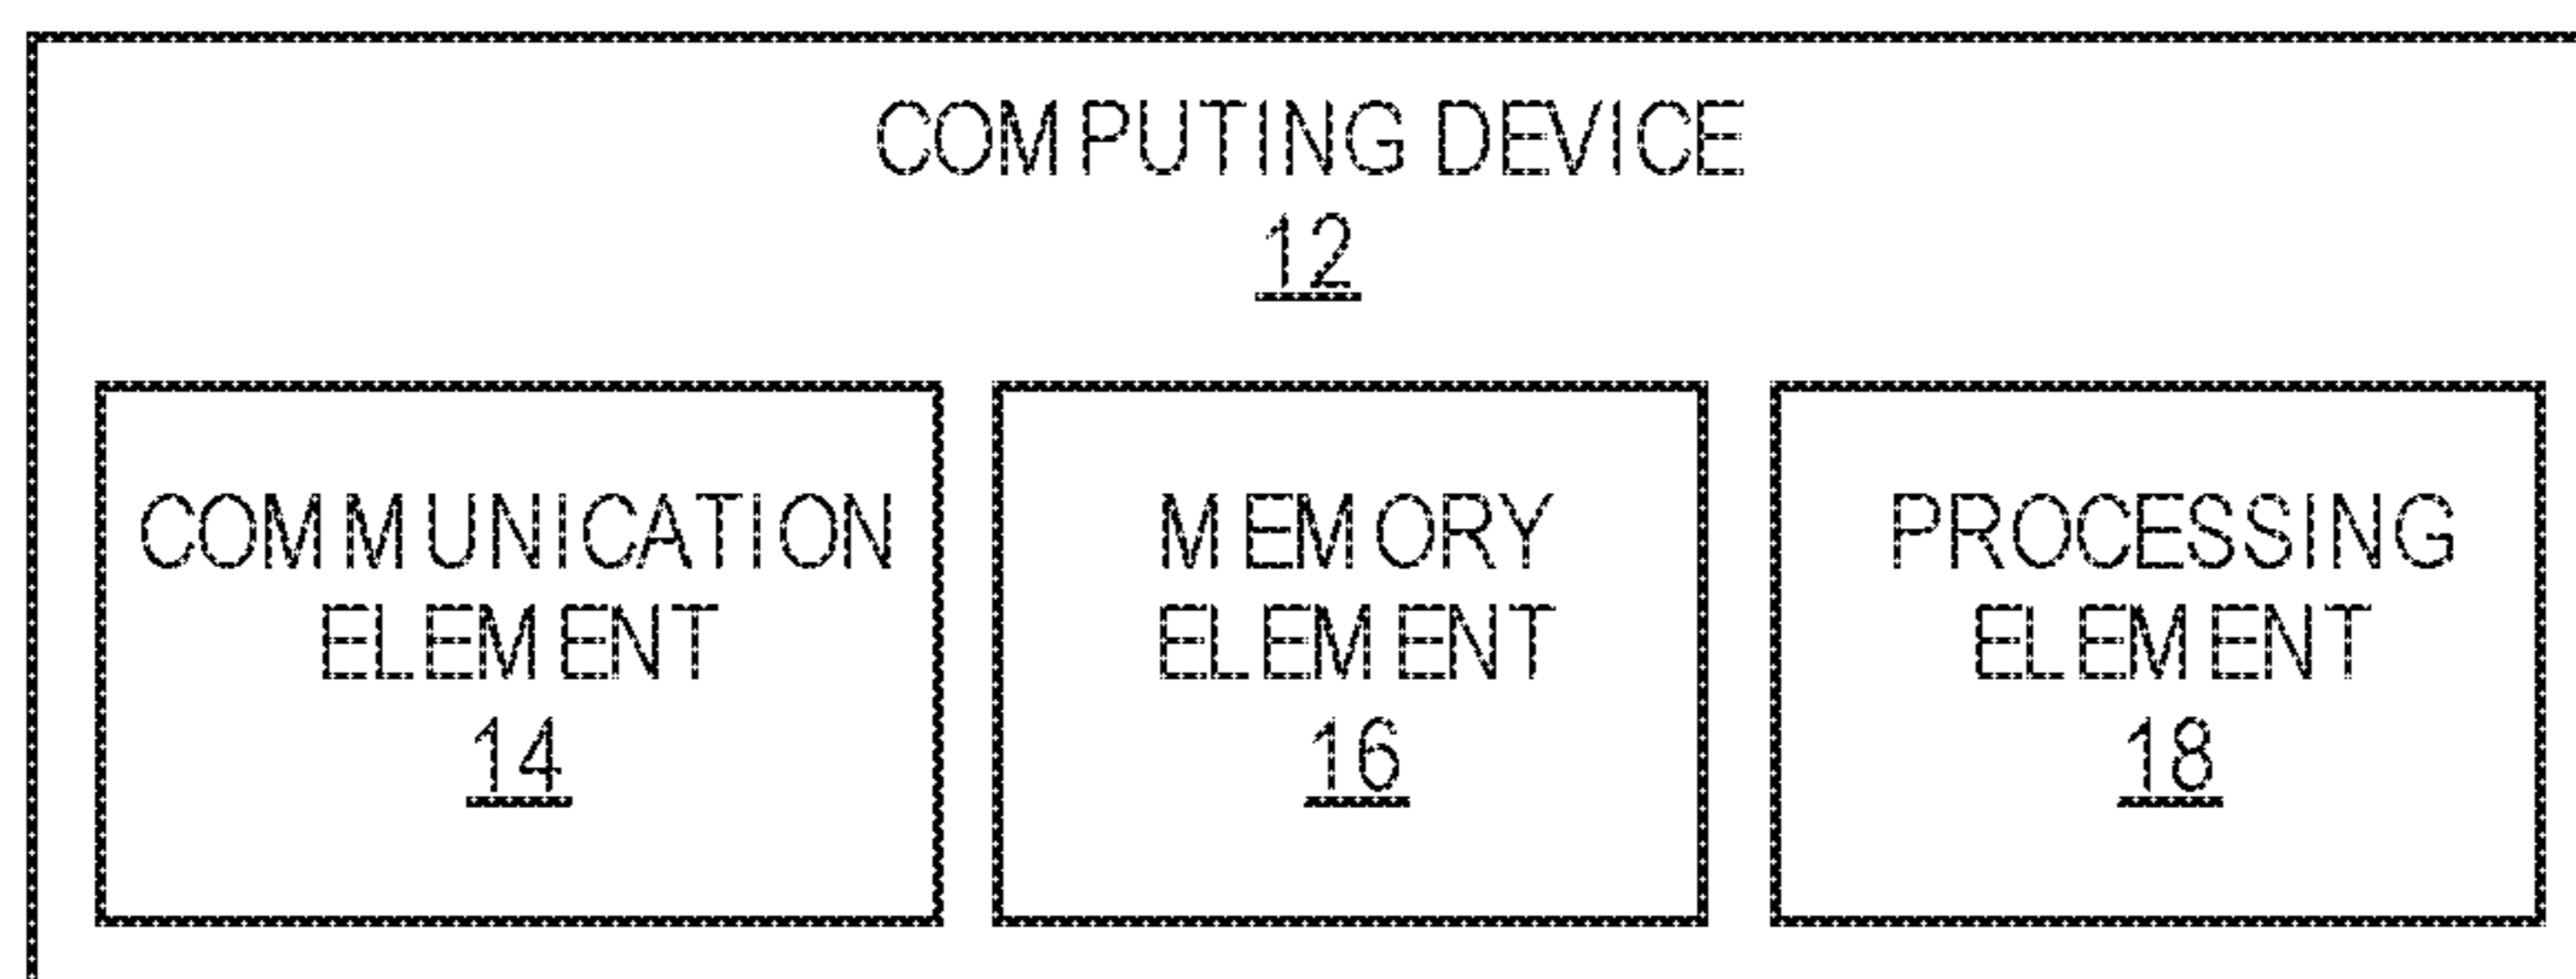 COMPUTING DEVICE
12
COMMUNICATION
ELEMENT
14
MEMORY
ELEMENT
16
PROCESSING
ELEMENT
18